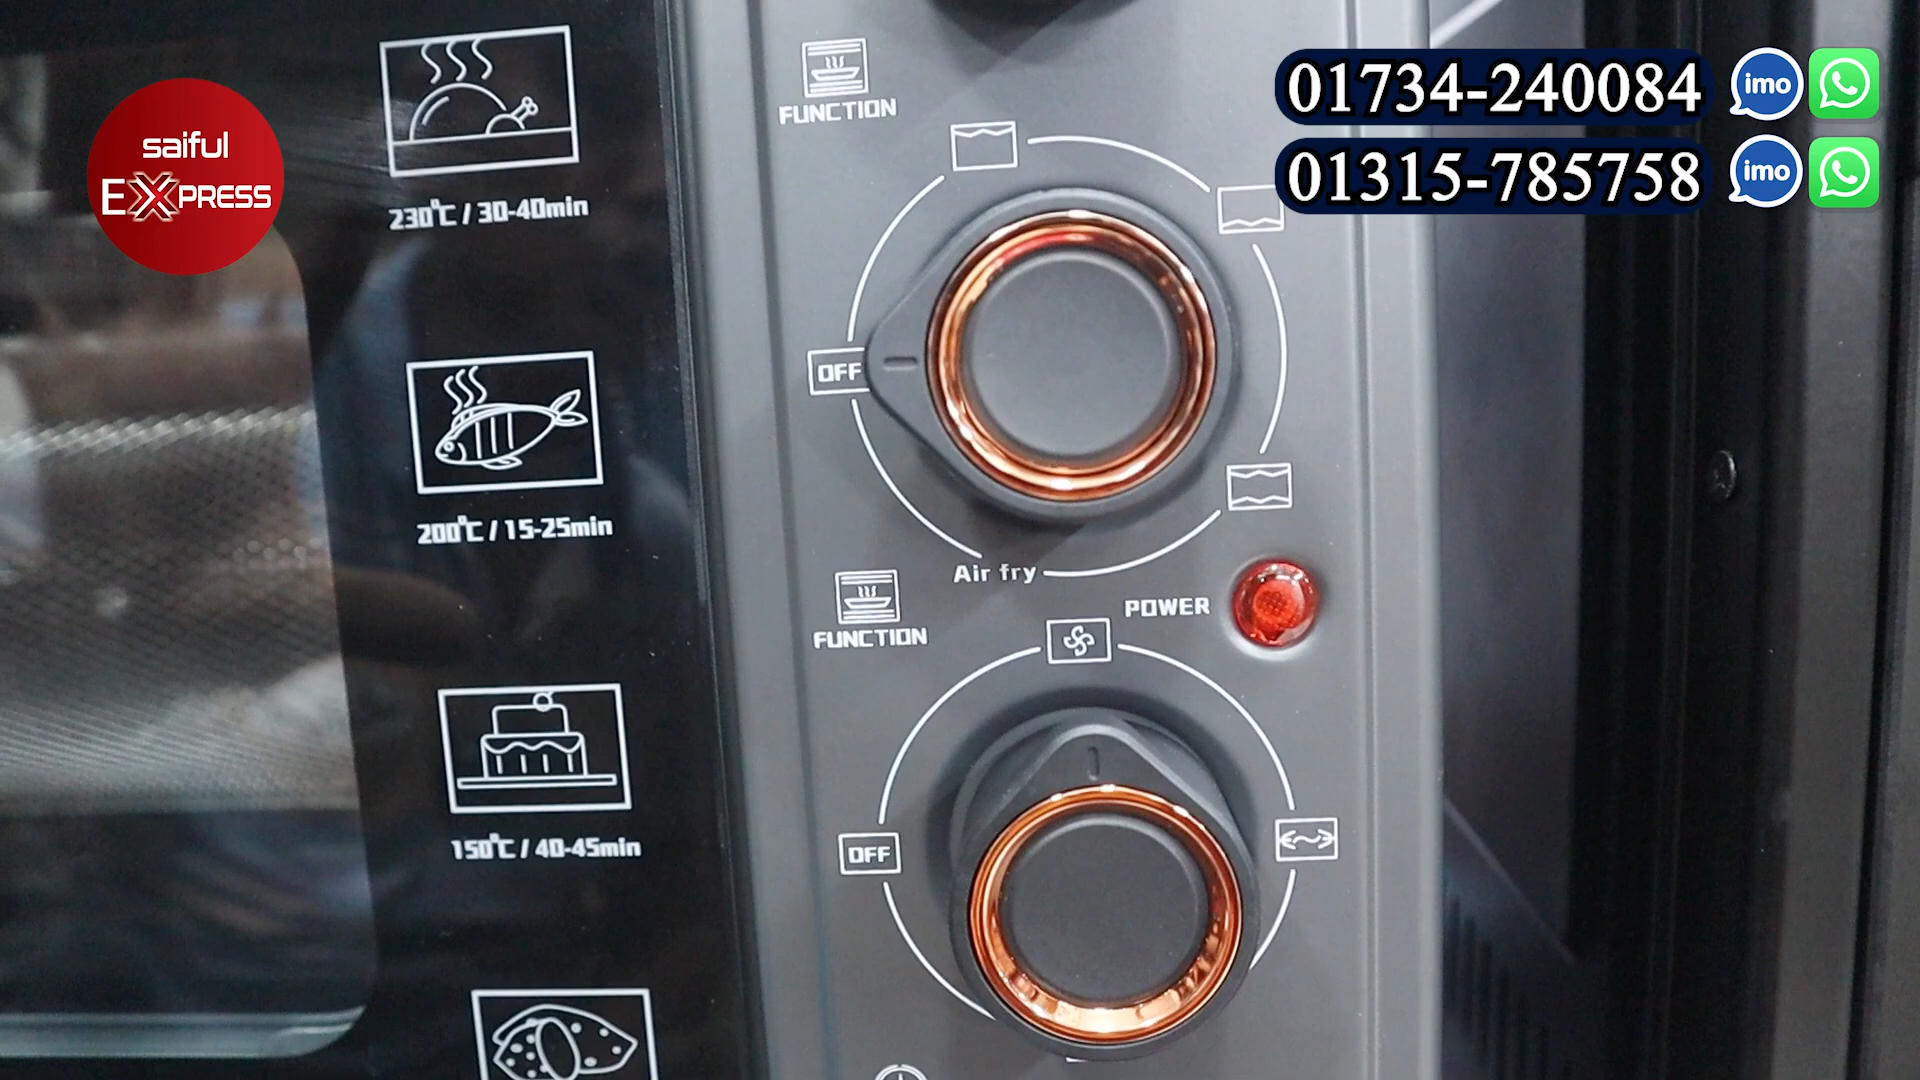 saiful
EXPRESS
01734-240084
imo
01315-785758
imo
230°C / 30-40min
200°C / 15-25min
150°C / 40-45min
FUNCTION
OFF
Air fry
FUNCTION
POWER
OFF